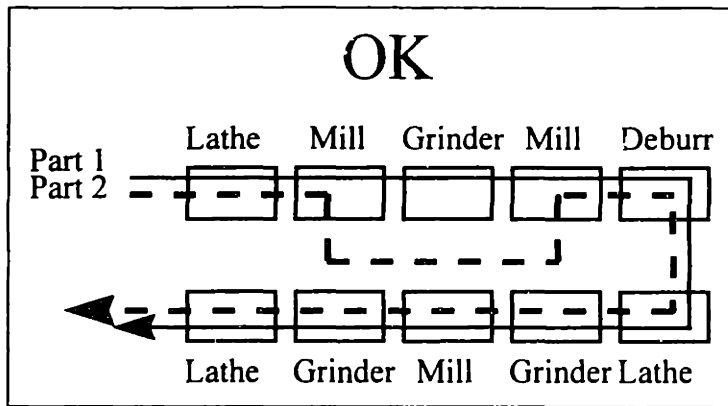 OK
Lathe Mill Grinder Mill Deburr
Part 1
Part 2
Lathe Grinder Mill Grinder Lathe